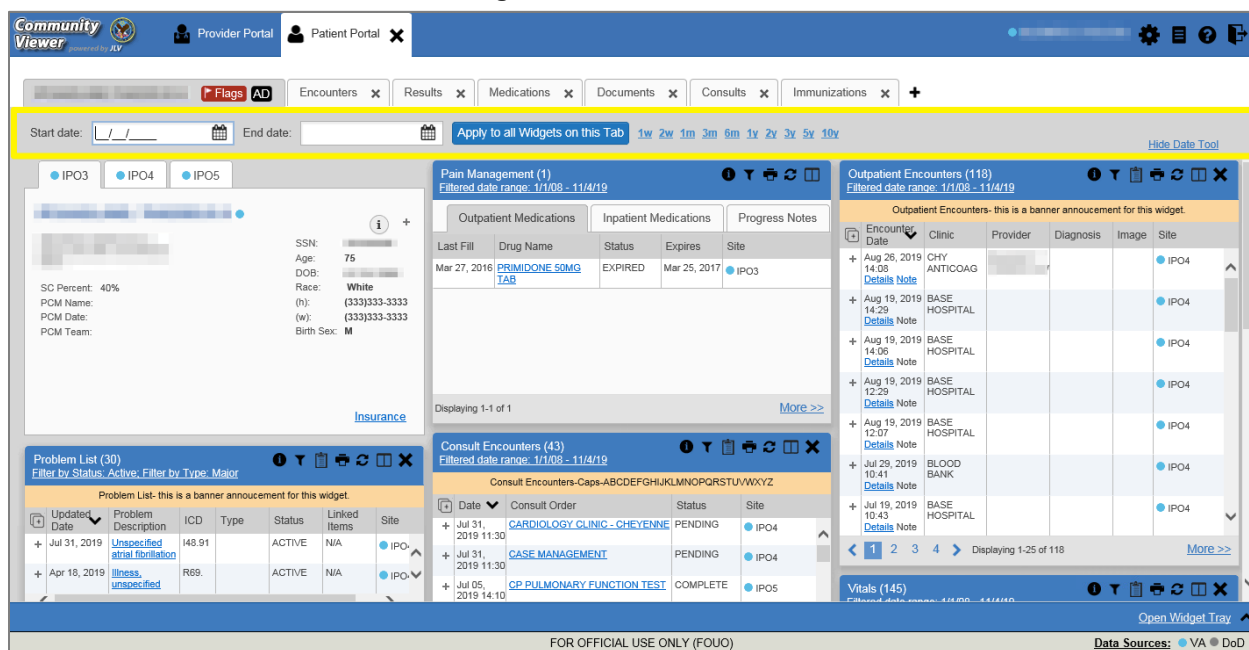 Community
Viewer powered by JLV
Provider Portal
Patient Portal
Flags AD
Encounters
Results
Medications
Documents
Consults
Immunizations
Start date: __/__/____
End date:
Apply to all Widgets on this Tab
1w 2w 1m 3m 6m 1y 2y 3y 5y 10y
Hide Date Tool
IPO3
IPO4
IPO5
SSN:
Age: 75
DOB:
SC Percent: 40%
Race: White
PCM Name:
(h): (333)333-3333
PCM Date:
(w): (333)333-3333
PCM Team:
Birth Sex: M
Insurance
Problem List (30)
Filter by Status: Active; Filter by Type: Major
Problem List- this is a banner annoucement for this widget.
Updated Date Problem Description ICD Type Status Linked Items Site
Jul 31, 2019 Unspecified atrial fibrillation I48.91 ACTIVE N/A IPO
Apr 18, 2019 Illness, unspecified R69. ACTIVE N/A IPO
Pain Management (1)
Filtered date range: 1/1/08 - 11/4/19
Outpatient Medications
Inpatient Medications
Progress Notes
Last Fill Drug Name Status Expires Site
Mar 27, 2016 PRIMIDONE 50MG TAB EXPIRED Mar 25, 2017 IPO3
Displaying 1-1 of 1
More >>
Consult Encounters (43)
Filtered date range: 1/1/08 - 11/4/19
Consult Encounters-Caps-ABCDEFGHIJKLMNOPQRSTUVWXYZ
Date Consult Order Status Site
Jul 31, 2019 11:30 CARDIOLOGY CLINIC - CHEYENNE PENDING IPO4
Jul 31, 2019 11:30 CASE MANAGEMENT PENDING IPO4
Jul 05, 2019 14:10 CP PULMONARY FUNCTION TEST COMPLETE IPO5
Outpatient Encounters (118)
Filtered date range: 1/1/08 - 11/4/19
Outpatient Encounters- this is a banner annoucement for this widget.
Encounter Date Clinic Provider Diagnosis Image Site
Aug 26, 2019 14:08 CHY ANTICOAG IPO4
Details Note
Aug 19, 2019 14:29 BASE HOSPITAL IPO4
Details Note
Aug 19, 2019 14:06 BASE HOSPITAL IPO4
Details Note
Aug 19, 2019 12:29 BASE HOSPITAL IPO4
Details Note
Aug 19, 2019 12:07 BASE HOSPITAL IPO4
Details Note
Jul 29, 2019 10:41 BLOOD BANK IPO4
Details Note
Jul 19, 2019 10:43 BASE HOSPITAL IPO4
Details Note
1 2 3 4 Displaying 1-25 of 118
More >>
Vitals (145)
Filtered date range: 1/1/08 - 11/4/19
Open Widget Tray
FOR OFFICIAL USE ONLY (FOUO)
Data Sources: VA DoD